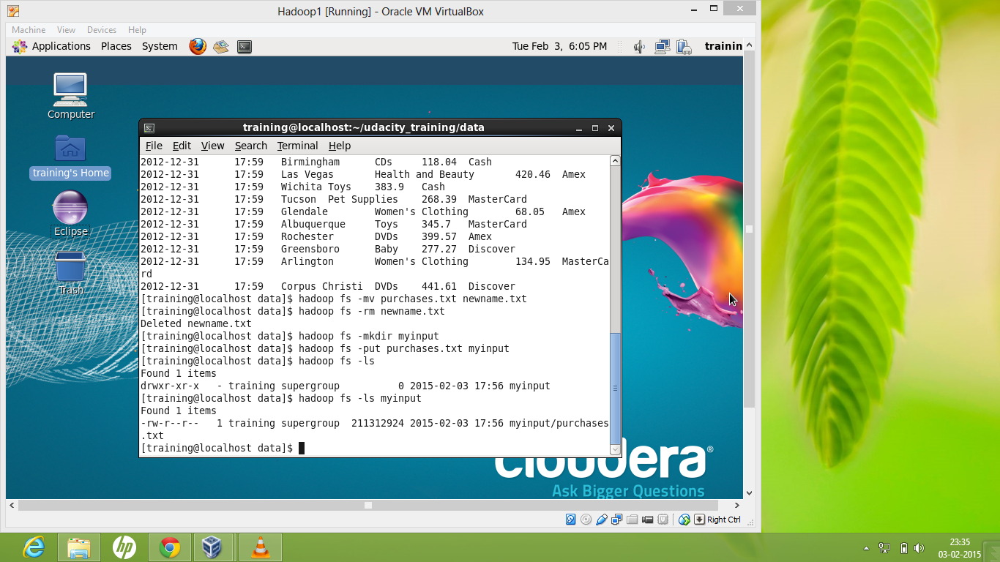 Hadoop1 [Running] - Oracle VM VirtualBox
Machine View Devices Help
Applications Places System Tue Feb 3, 6:05 PM trainin
Computer
training's Home
Eclipse
Trash
training@localhost:~/udacity_training/data
File Edit View Search Terminal Help
2012-12-31 17:59 Birmingham CDs 118.04 Cash
2012-12-31 17:59 Las Vegas Health and Beauty 420.46 Amex
2012-12-31 17:59 Wichita Toys 383.9 Cash
2012-12-31 17:59 Tucson Pet Supplies 268.39 MasterCard
2012-12-31 17:59 Glendale Women's Clothing 68.05 Amex
2012-12-31 17:59 Albuquerque Toys 345.7 MasterCard
2012-12-31 17:59 Rochester DVDs 399.57 Amex
2012-12-31 17:59 Greensboro Baby 277.27 Discover
2012-12-31 17:59 Arlington Women's Clothing 134.95 MasterCa
rd
2012-12-31 17:59 Corpus Christi DVDs 441.61 Discover
[training@localhost data]$ hadoop fs -mv purchases.txt newname.txt
[training@localhost data]$ hadoop fs -rm newname.txt
Deleted newname.txt
[training@localhost data]$ hadoop fs -mkdir myinput
[training@localhost data]$ hadoop fs -put purchases.txt myinput
[training@localhost data]$ hadoop fs -ls
Found 1 items
drwxr-xr-x - training supergroup 0 2015-02-03 17:56 myinput
[training@localhost data]$ hadoop fs -ls myinput
Found 1 items
-rw-r--r-- 1 training supergroup 211312924 2015-02-03 17:56 myinput/purchases
.txt
[training@localhost data]$
cloudera®
Ask Bigger Questions
Right Ctrl
hp
23:35
03-02-2015